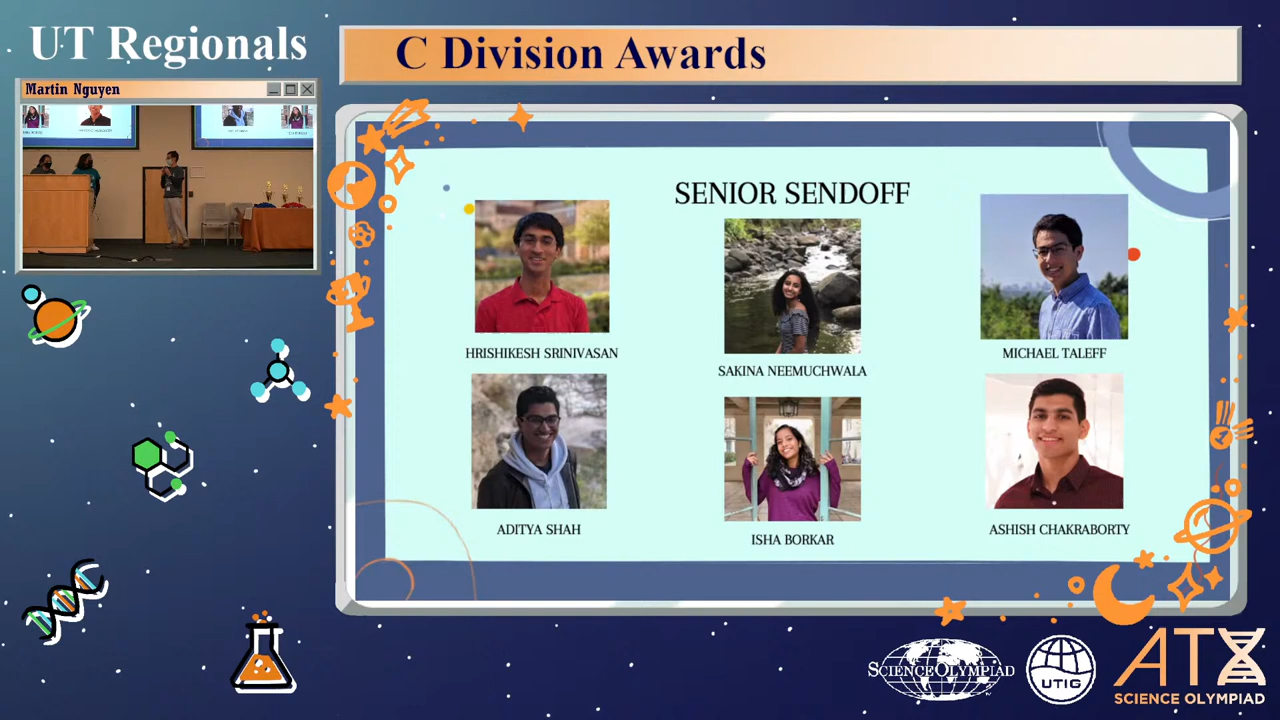 UT Regionals
C Division Awards
Martin Nguyen
SENIOR SENDOFF
HRISHIKESH SRINIVASAN
SAKINA NEEMUCHWALA
MICHAEL TALEFF
ADITYA SHAH
ISHA BORKAR
ASHISH CHAKRABORTY
SCIENCE OLYMPIAD
UTIG
ATX
SCIENCE OLYMPIAD